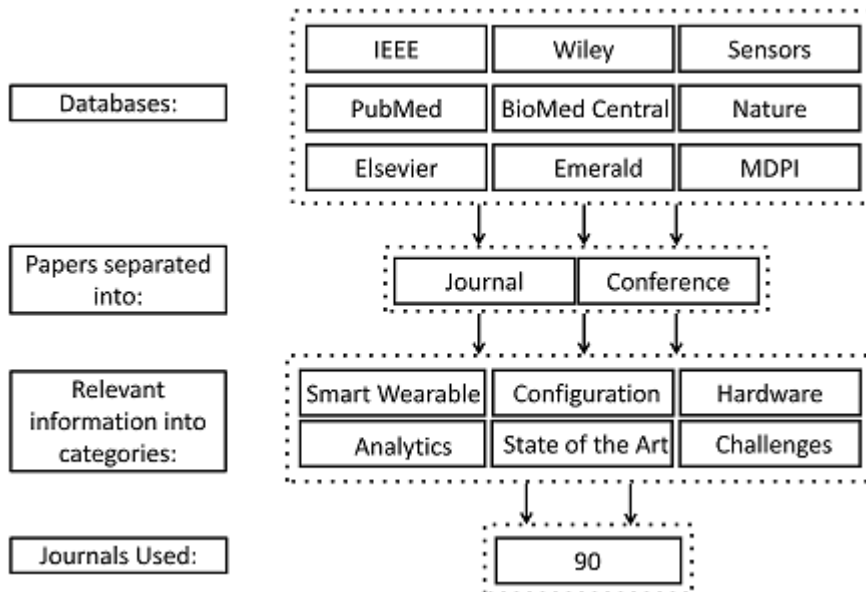 IEEE Wiley Sensors
Databases: PubMed BioMed Central Nature
Elsevier Emerald MDPI
Papers separated
into:
Journal Conference
Relevant
information into
categories:
Smart Wearable Configuration Hardware
Analytics State of the Art Challenges
Journals Used: 90